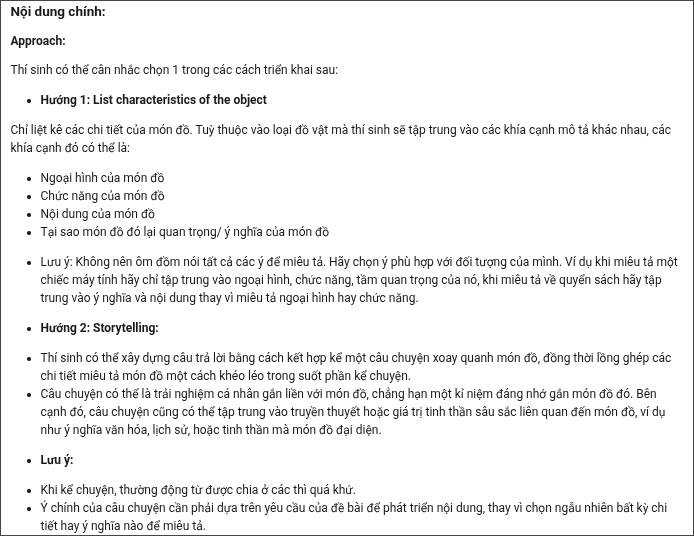 Nội dung chính:
Approach:
Thí sinh có thể cân nhắc chọn 1 trong các cách triển khai sau:
• Hướng 1: List characteristics of the object
Chỉ liệt kê các chi tiết của món đồ. Tuỳ thuộc vào loại đồ vật mà thí sinh sẽ tập trung vào các khía cạnh mô tả khác nhau, các
khía cạnh đó có thể là:
• Ngoại hình của món đồ
• Chức năng của món đồ
• Nội dung của món đồ
• Tại sao món đồ đó lại quan trọng/ ý nghĩa của món đồ
• Lưu ý: Không nên ôm đồm nói tất cả các ý để miêu tả. Hãy chọn ý phù hợp với đối tượng của mình. Ví dụ khi miêu tả một
chiếc máy tính hãy chỉ tập trung vào ngoại hình, chức năng, tầm quan trọng của nó, khi miêu tả về quyển sách hãy tập
trung vào ý nghĩa và nội dung thay vì miêu tả ngoại hình hay chức năng.
• Hướng 2: Storytelling:
• Thí sinh có thể xây dựng câu trả lời bằng cách kết hợp kể một câu chuyện xoay quanh món đồ, đồng thời lồng ghép các
chi tiết miêu tả món đồ một cách khéo léo trong suốt phần kể chuyện.
• Câu chuyện có thể là trải nghiệm cá nhân gắn liền với món đồ, chẳng hạn một kỉ niệm đáng nhớ gắn món đồ đó. Bên
cạnh đó, câu chuyện cũng có thể tập trung vào truyền thuyết hoặc giá trị tinh thần sâu sắc liên quan đến món đồ, ví dụ
như ý nghĩa văn hóa, lịch sử, hoặc tinh thần mà món đồ đại diện.
• Lưu ý:
• Khi kể chuyện, thường động từ được chia ở các thì quá khứ.
• Ý chính của câu chuyện cần phải dựa trên yêu cầu của đề bài để phát triển nội dung, thay vì chọn ngẫu nhiên bất kỳ chi
tiết hay ý nghĩa nào để miêu tả.